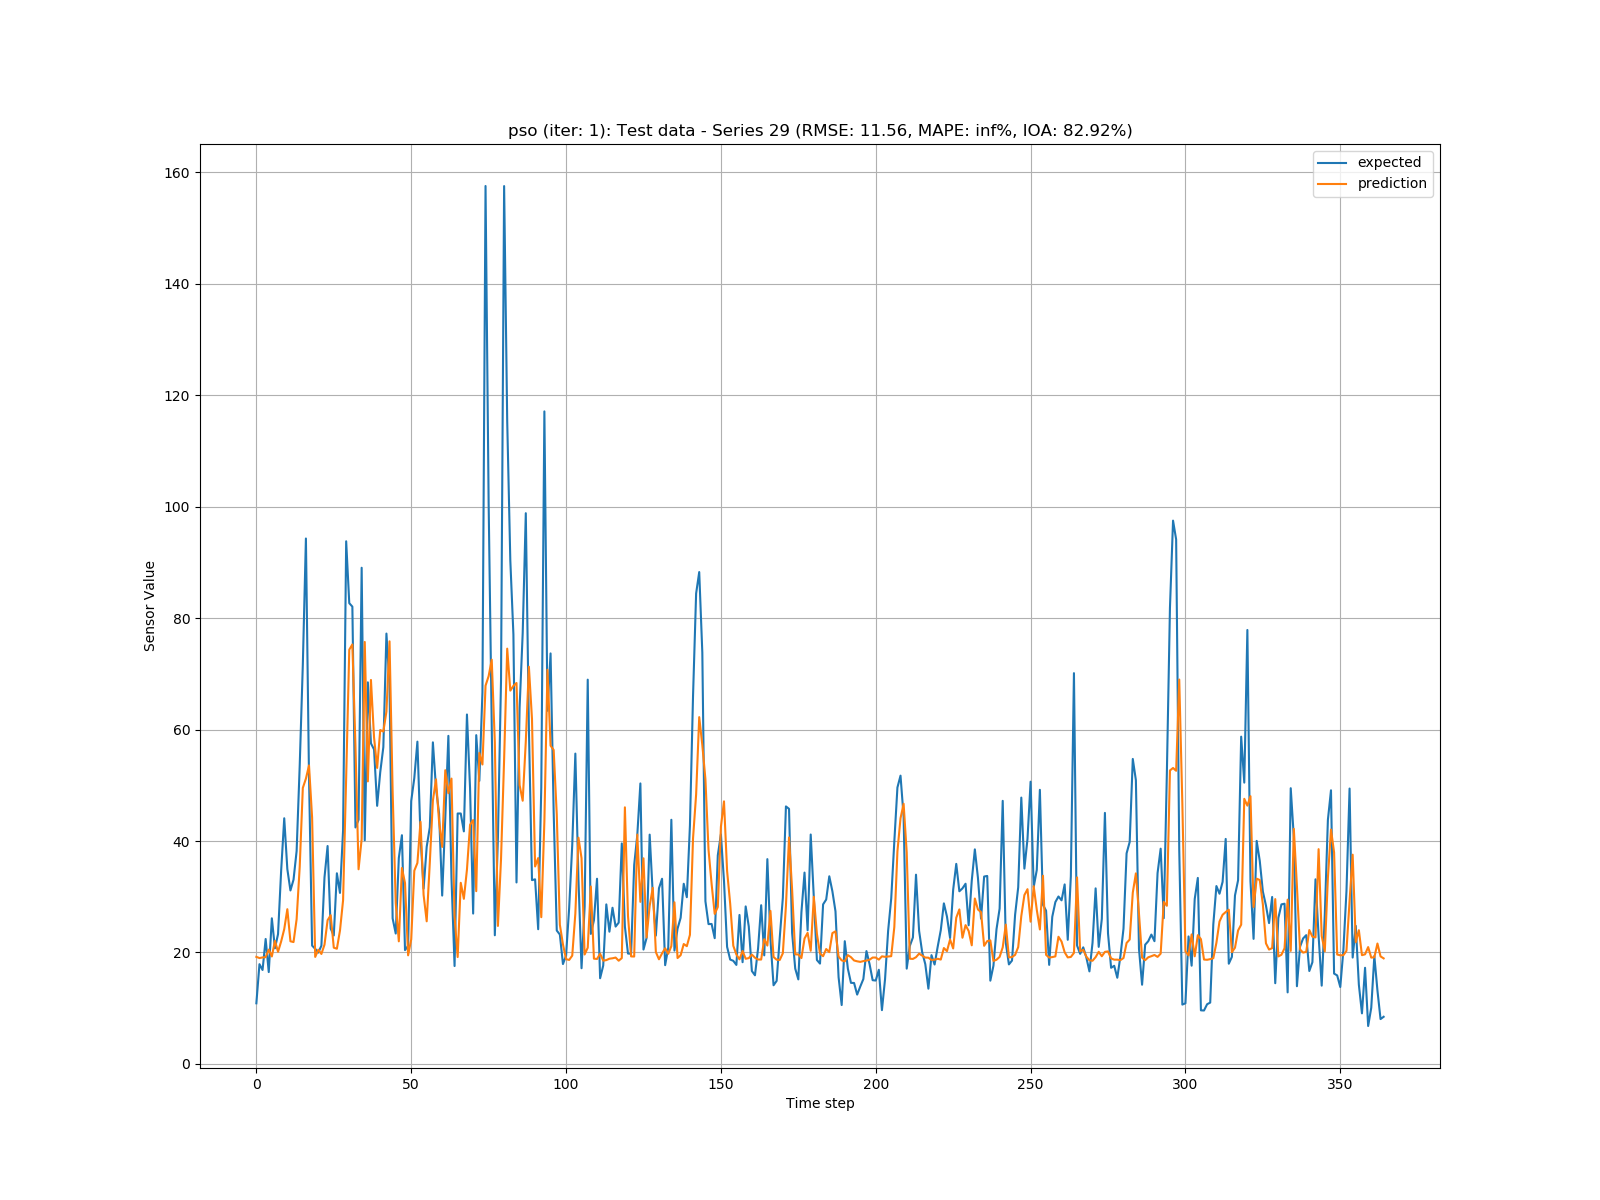 pso (iter: 1): Test data - Series 29 (RMSE: 11.56, MAPE: inf%, IOA: 82.92%)
expected
prediction
160
140
120
100
80
60
40
20
0
Sensor Value
0 50 100 150 200 250 300 350
Time step